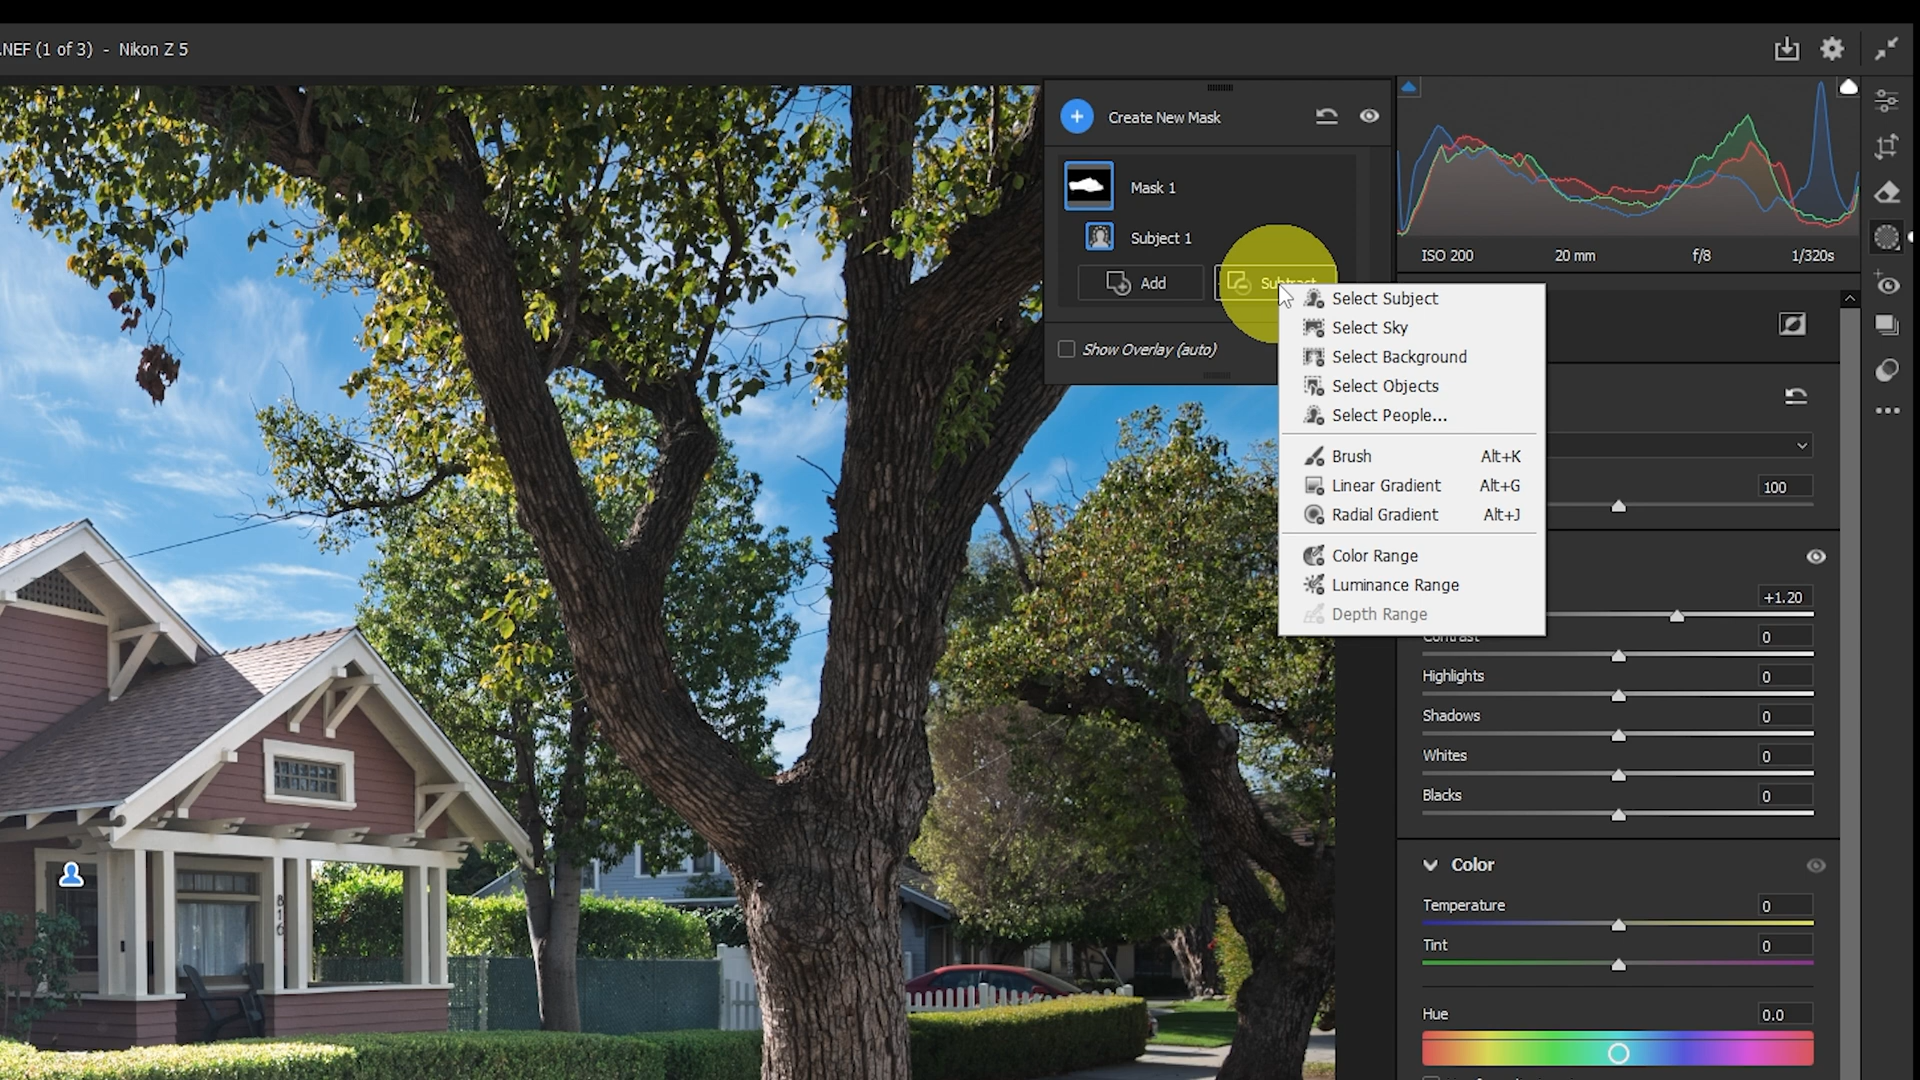 .NEF (1 of 3) - Nikon Z 5
Create New Mask
Mask 1
Subject 1
Add
Subtract
Show Overlay (auto)
Select Subject
Select Sky
Select Background
Select Objects
Select People...
Brush Alt+K
Linear Gradient Alt+G
Radial Gradient Alt+J
Color Range
Luminance Range
Depth Range
ISO 200 20 mm f/8 1/320s
100
+1.20
Contrast 0
Highlights 0
Shadows 0
Whites 0
Blacks 0
Color
Temperature 0
Tint 0
Hue 0.0
816